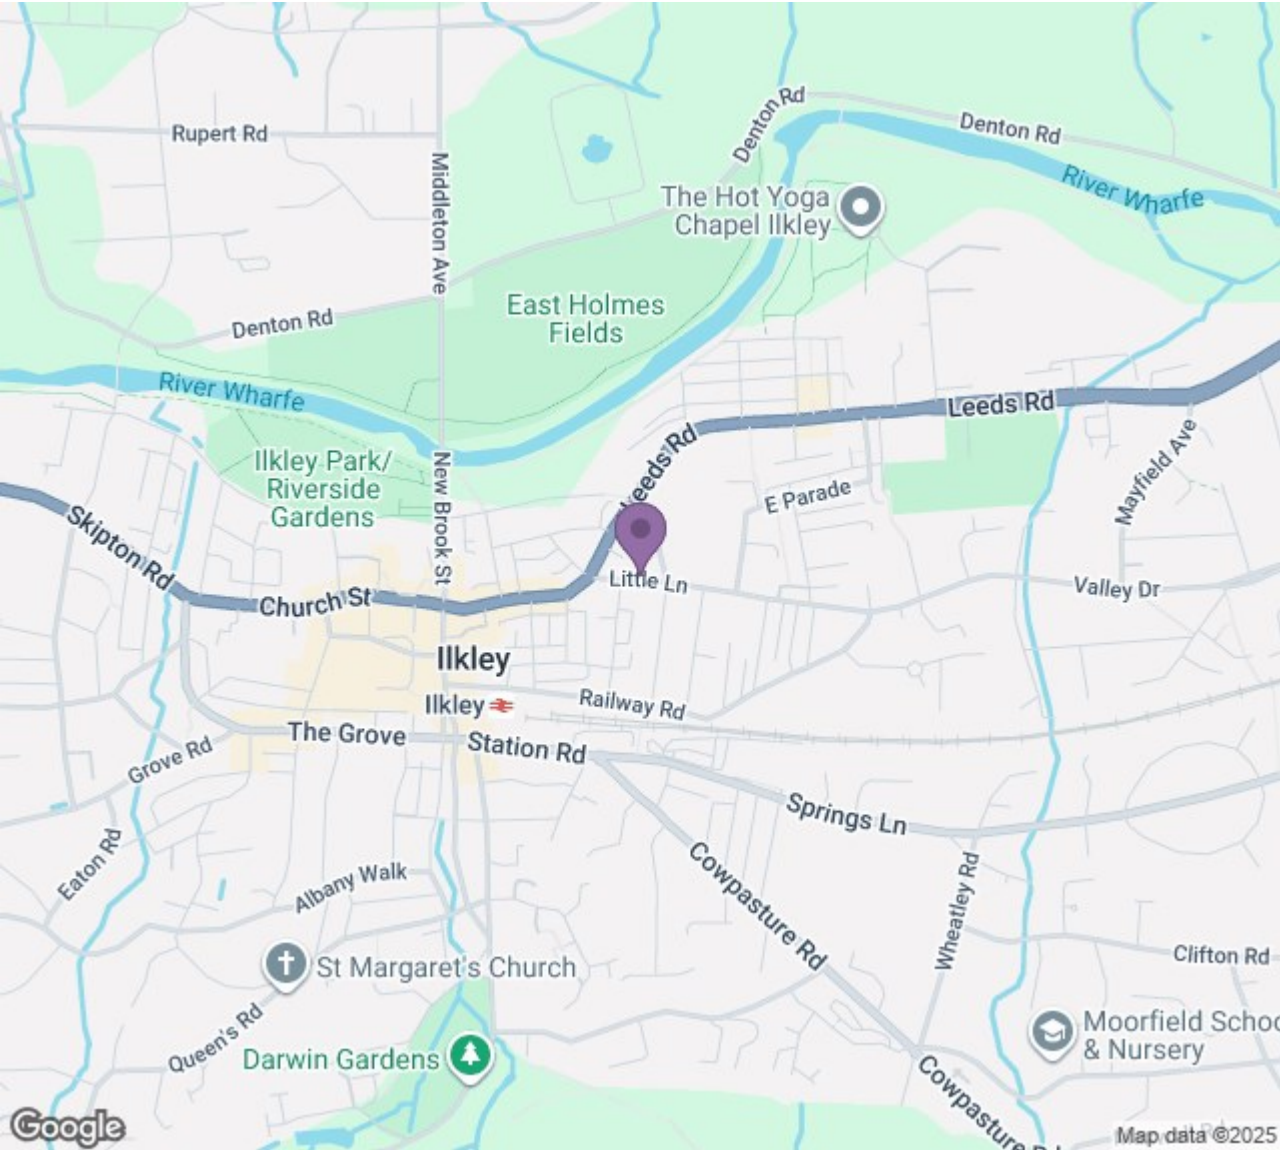 Rupert Rd
Middleton Ave
Denton Rd
Denton Rd
River Wharfe
The Hot Yoga
Chapel Ilkley
East Holmes
Fields
Denton Rd
River Wharfe
Leeds Rd
Leeds Rd
Mayfield Ave
Ilkley Park/
Riverside
Gardens
New Brook St
E Parade
Skipton Rd
Church St
Little Ln
Valley Dr
Ilkley
Ilkley
Railway Rd
The Grove
Station Rd
Grove Rd
Springs Ln
Eaton Rd
Albany Walk
Cowpasture Rd
Wheatley Rd
Clifton Rd
St Margaret's Church
Queen's Rd
Darwin Gardens
Moorfield Schoo
& Nursery
Cowpasture Rd
Google
Map data ©2025